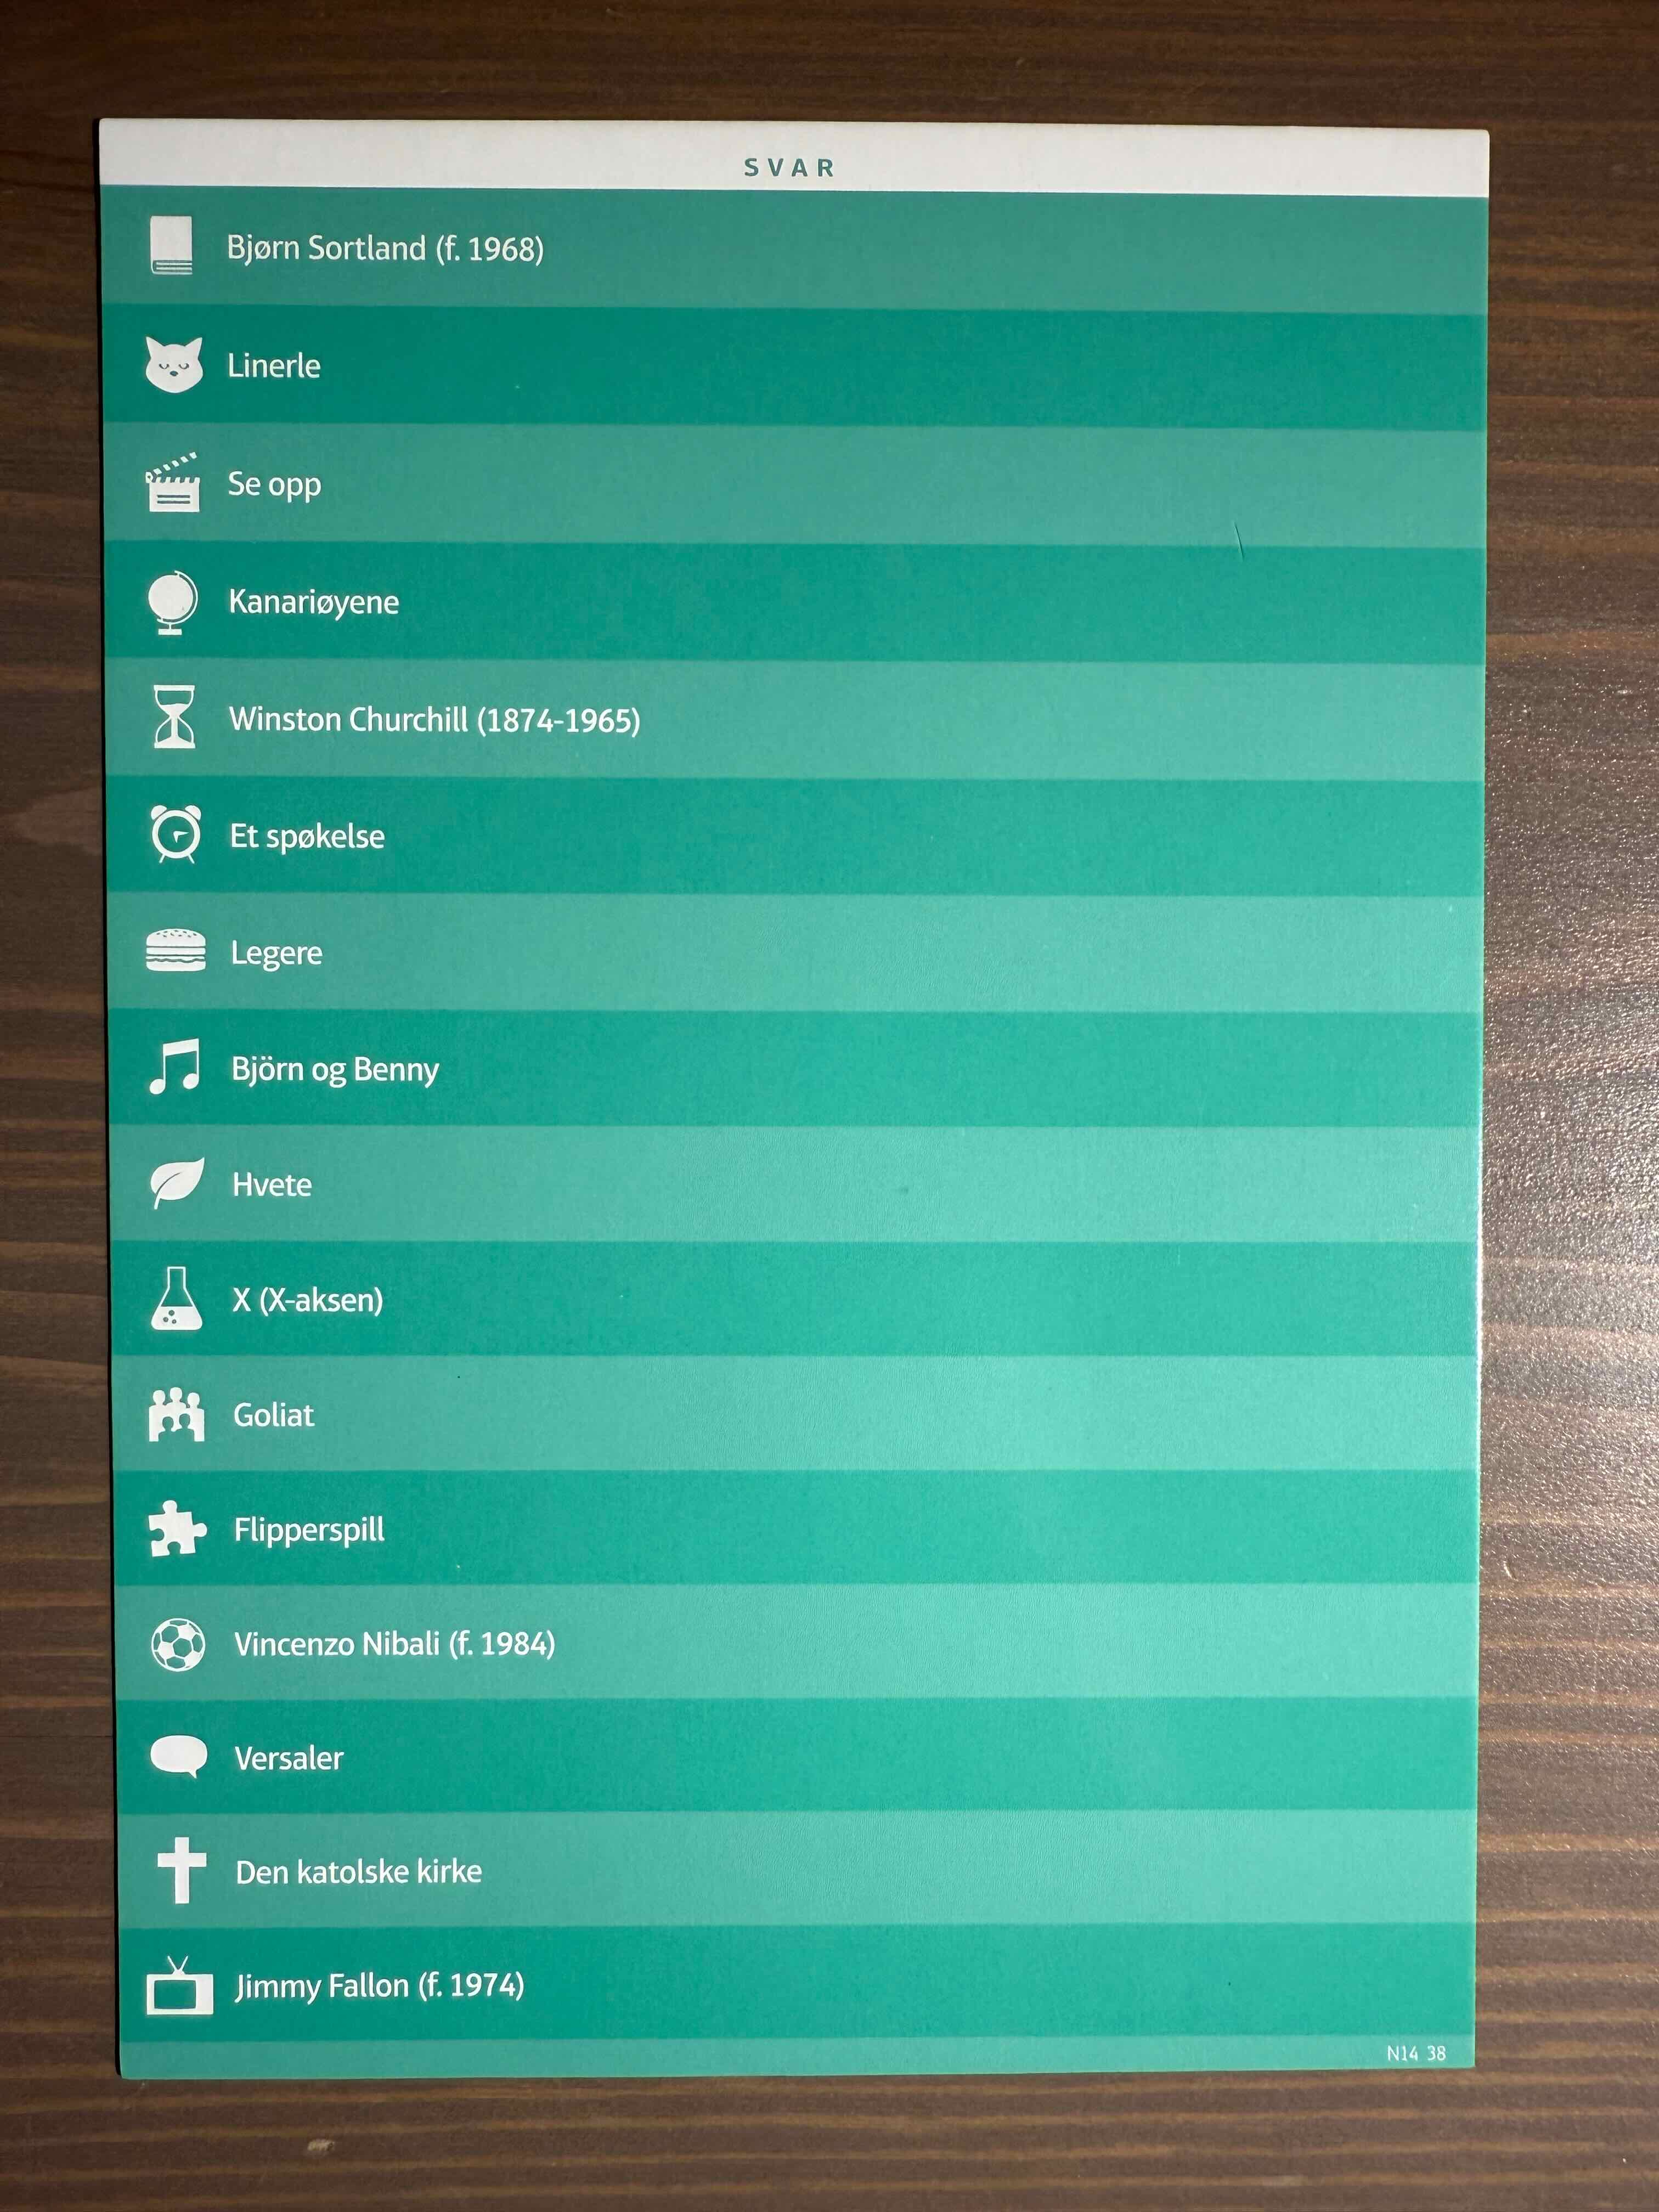 SVAR
Bjørn Sortland (f. 1968)
Linerle
Se opp
Kanariøyene
Winston Churchill (1874-1965)
Et spøkelse
Legere
Björn og Benny
Hvete
X (X-aksen)
Goliat
Flipperspill
Vincenzo Nibali (f. 1984)
Versaler
Den katolske kirke
Jimmy Fallon (f. 1974)
N14 38